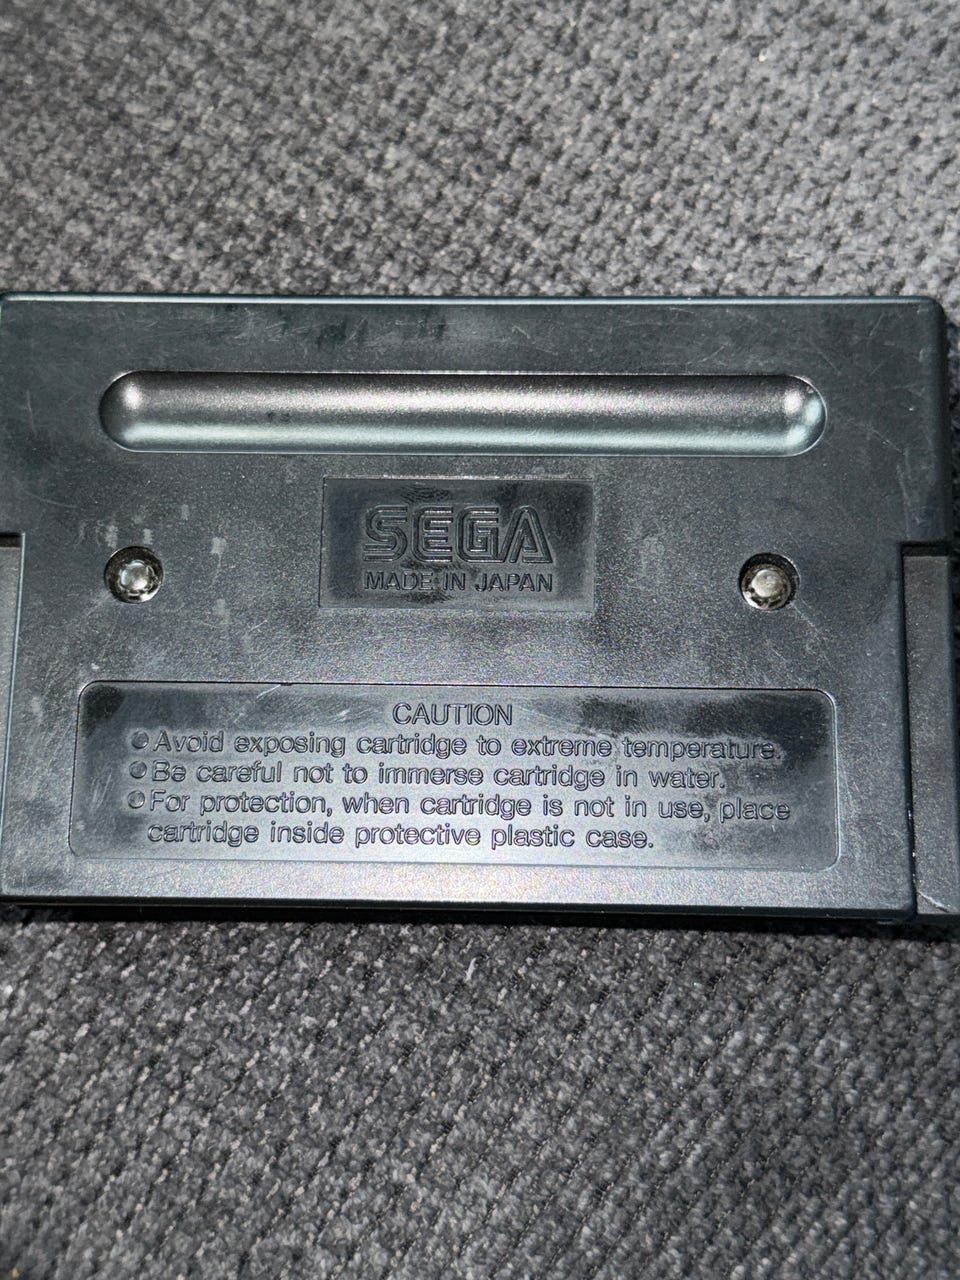 SEGA
MADE IN JAPAN
CAUTION
● Avoid exposing cartridge to extreme temperature.
● Be careful not to immerse cartridge in water.
● For protection, when cartridge is not in use, place
cartridge inside protective plastic case.